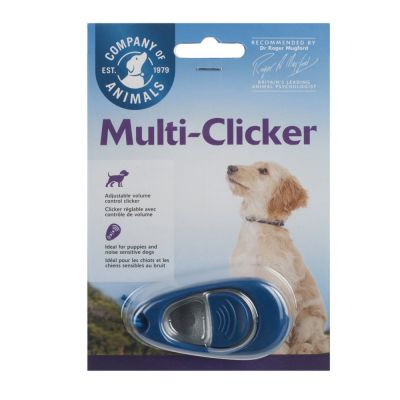 COMPANY OF
EST. 1979
ANIMALS
RECOMMENDED BY
Dr Roger Mugford
Roger A Mugford
BRITAIN'S LEADING
ANIMAL PSYCHOLOGIST
Multi-Clicker
Adjustable volume
control clicker
Clicker réglable avec
contrôle de volume
Ideal for puppies and
noise sensitive dogs
Idéal pour les chiots et les
chiens sensibles au bruit